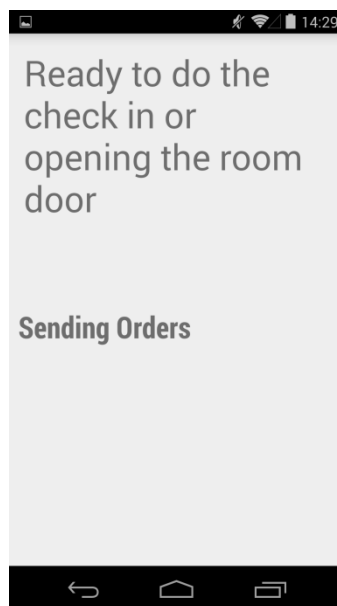 14:29
Ready to do the
check in or
opening the room
door
Sending Orders